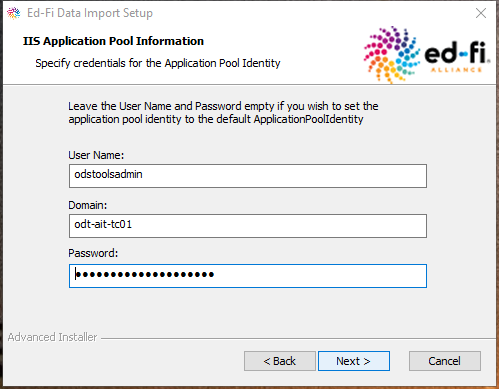 Ed-Fi Data Import Setup
IIS Application Pool Information
Specify credentials for the Application Pool Identity
ed-fi
ALLIANCE
Leave the User Name and Password empty if you wish to set the
application pool identity to the default ApplicationPoolIdentity
User Name:
odstoolsadmin
Domain:
odt-ait-tc01
Password:
••••••••••••••••••••
Advanced Installer
< Back
Next >
Cancel